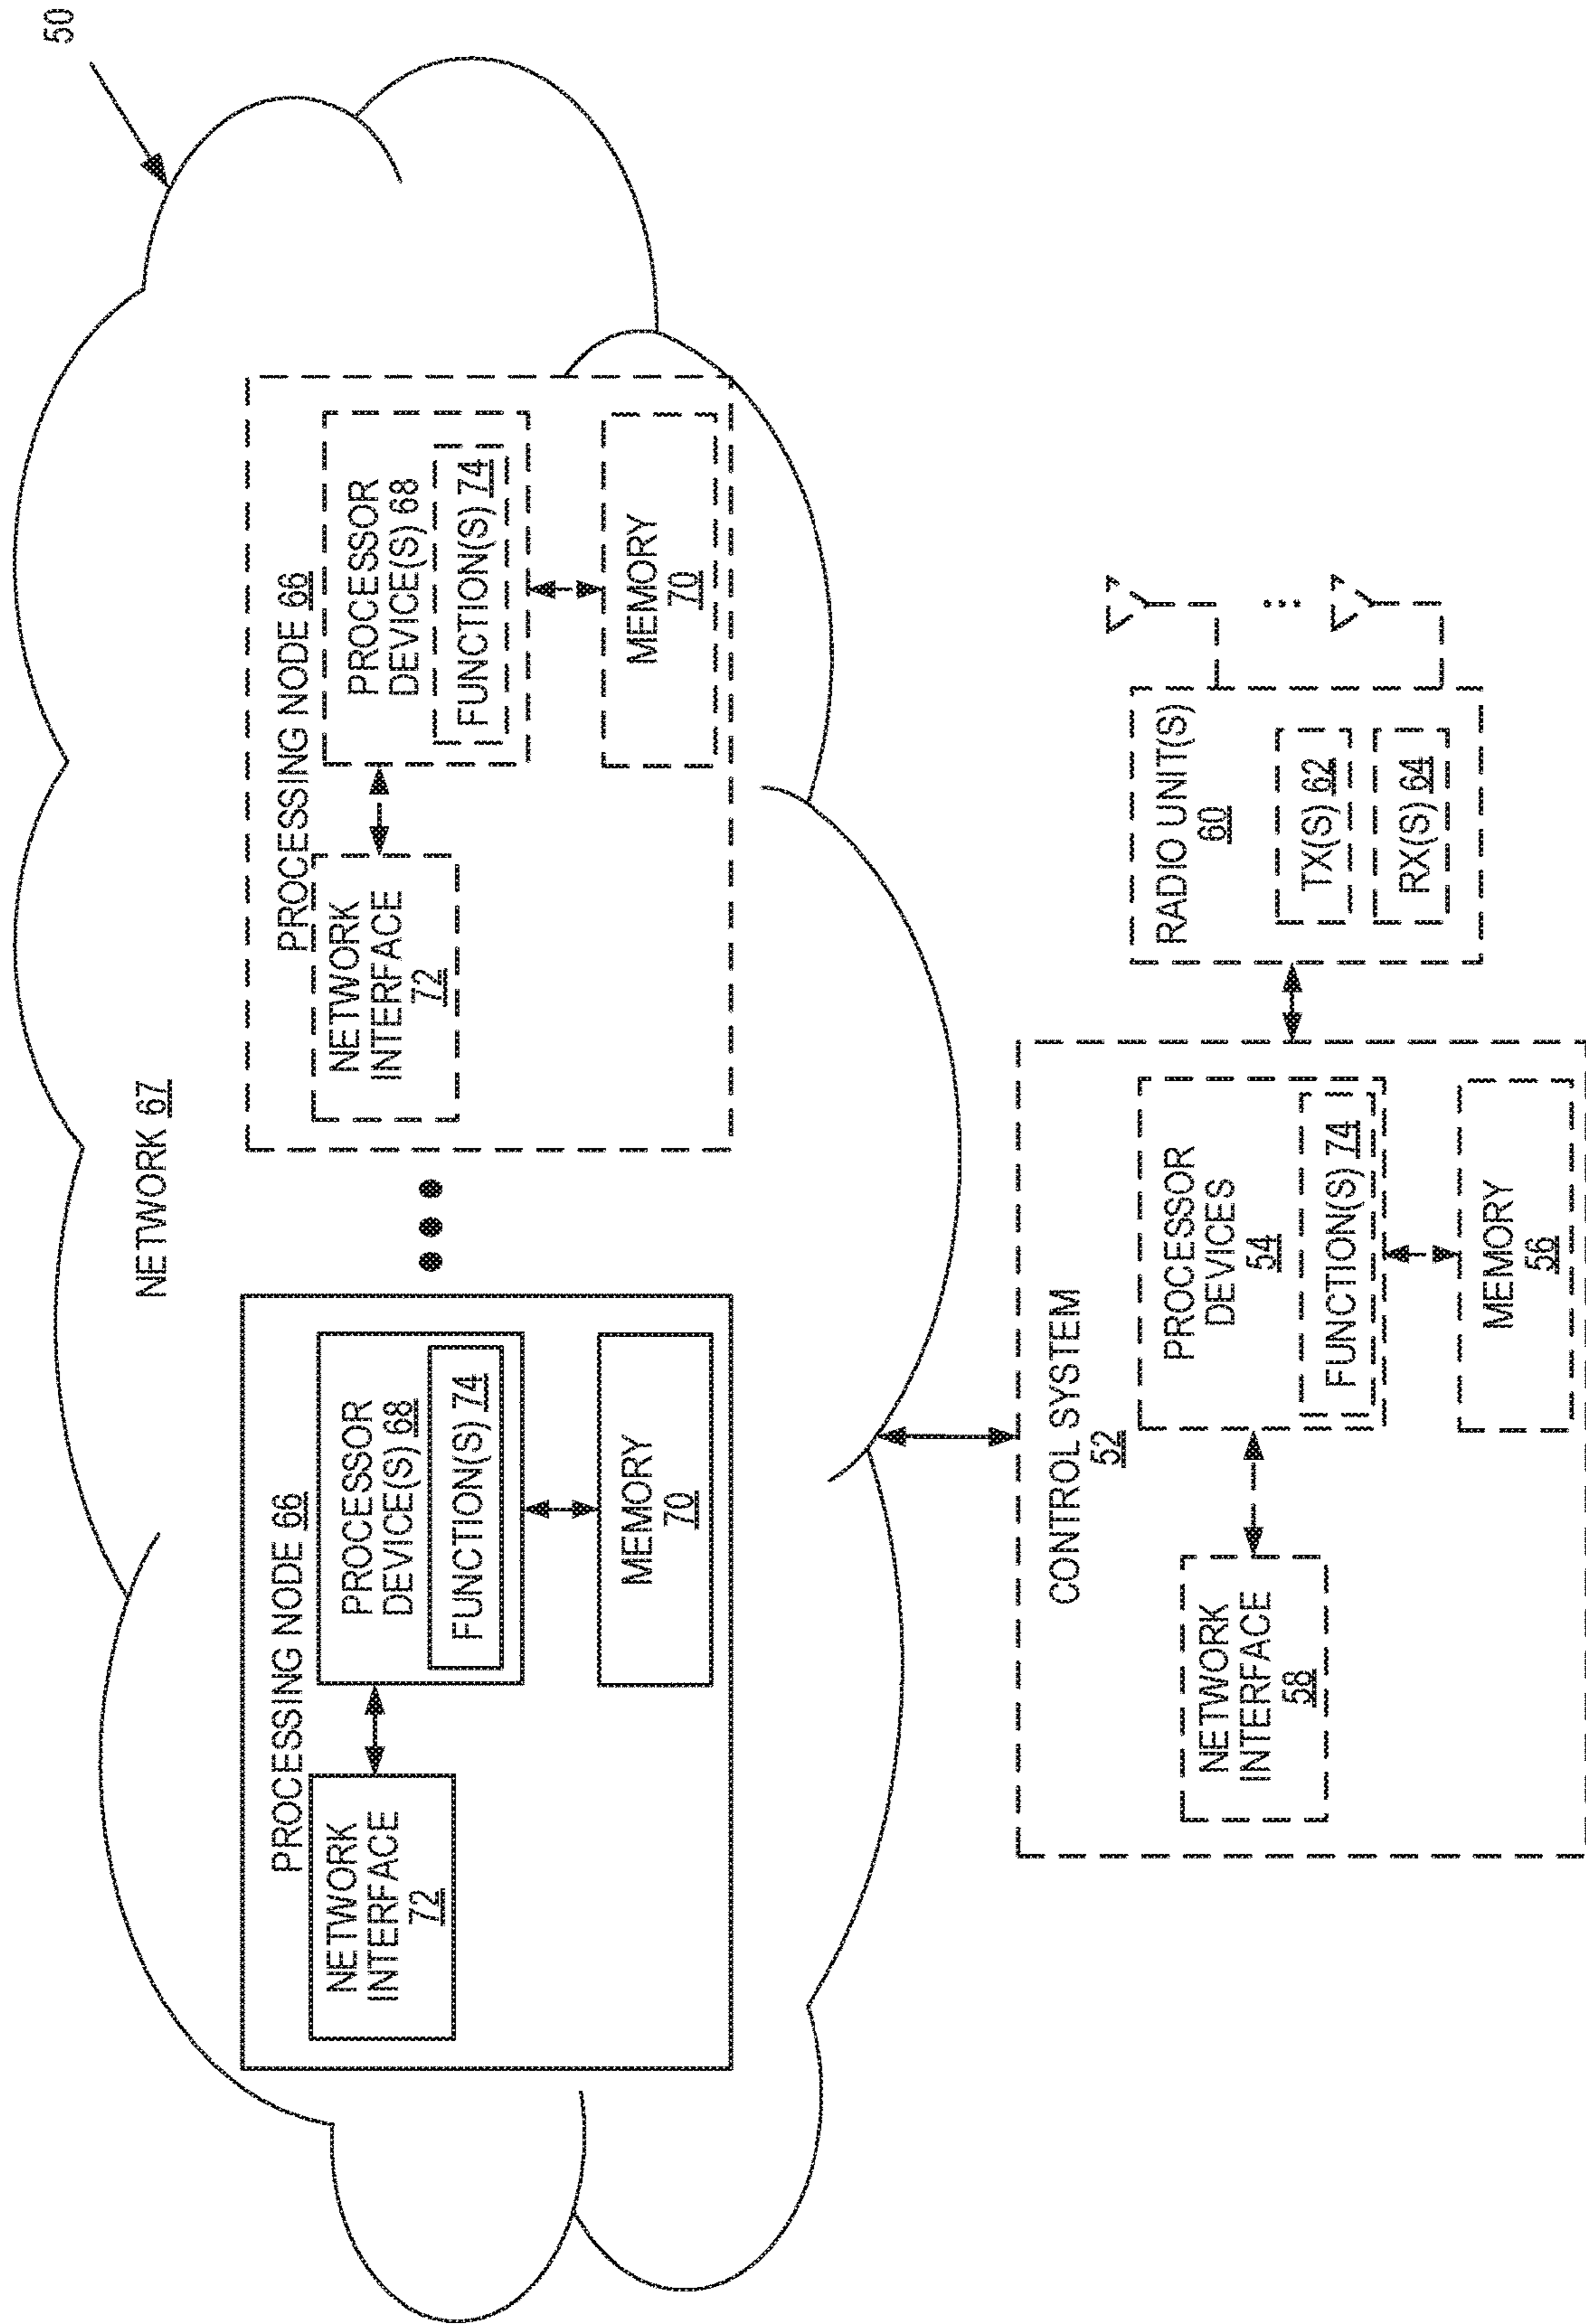 50
NETWORK 67
PROCESSING NODE 66
NETWORK
INTERFACE
72
PROCESSOR
DEVICE(S) 68
FUNCTION(S) 74
MEMORY
70
PROCESSING NODE 66
NETWORK
INTERFACE
72
PROCESSOR
DEVICE(S) 68
FUNCTION(S) 74
MEMORY
70
CONTROL SYSTEM
52
NETWORK
INTERFACE
58
PROCESSOR
DEVICES
54
FUNCTION(S) 74
MEMORY
56
RADIO UNIT(S)
60
TX(S) 62
RX(S) 64